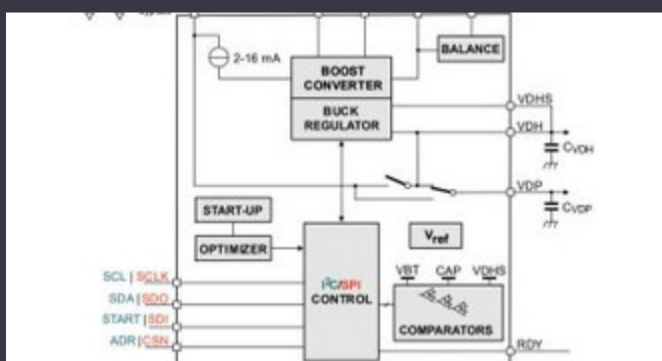 2-16 mA
BALANCE
BOOST
CONVERTER
BUCK
REGULATOR
VDHS
VDH
CVDH
VDP
CVDP
START-UP
OPTIMIZER
Vref
SCL | SCLK
SDA | SDO
START | SDI
ADR | CSN
I²C/SPI
CONTROL
VBT CAP VDHS
COMPARATORS
RDY